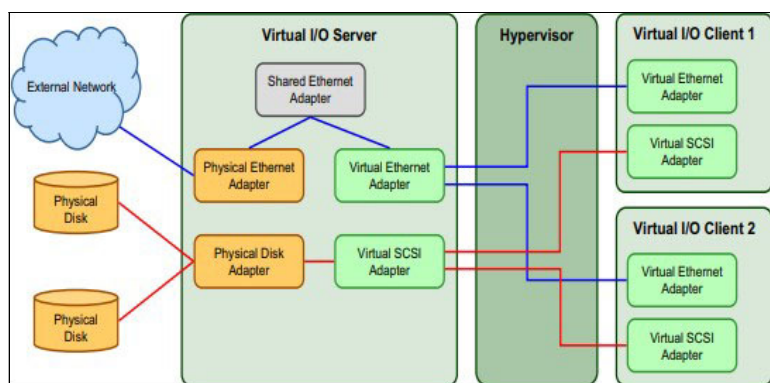 Virtual I/O Server
Hypervisor
Virtual I/O Client 1
External Network
Shared Ethernet
Adapter
Virtual Ethernet
Adapter
Virtual SCSI
Adapter
Physical Ethernet
Adapter
Virtual Ethernet
Adapter
Physical
Disk
Physical Disk
Adapter
Virtual SCSI
Adapter
Virtual I/O Client 2
Virtual Ethernet
Adapter
Physical
Disk
Virtual SCSI
Adapter